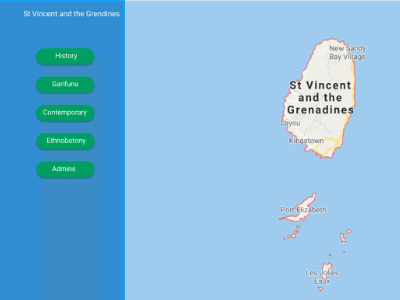 St Vincent and the Grendines
History
Garifuna
Contemporary
Ethnobotony
Admins
New Sandy
Bay Village
St Vincent
and the
Grenadines
Layou
Kingstown
Port Elizabeth
Les Jolies
Eaux